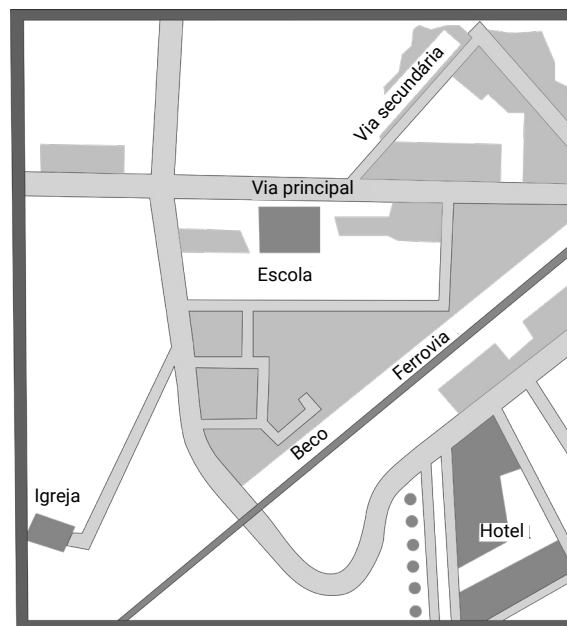 Via secundária
Via principal
Escola
Ferrovia
Beco
Igreja
Hotel